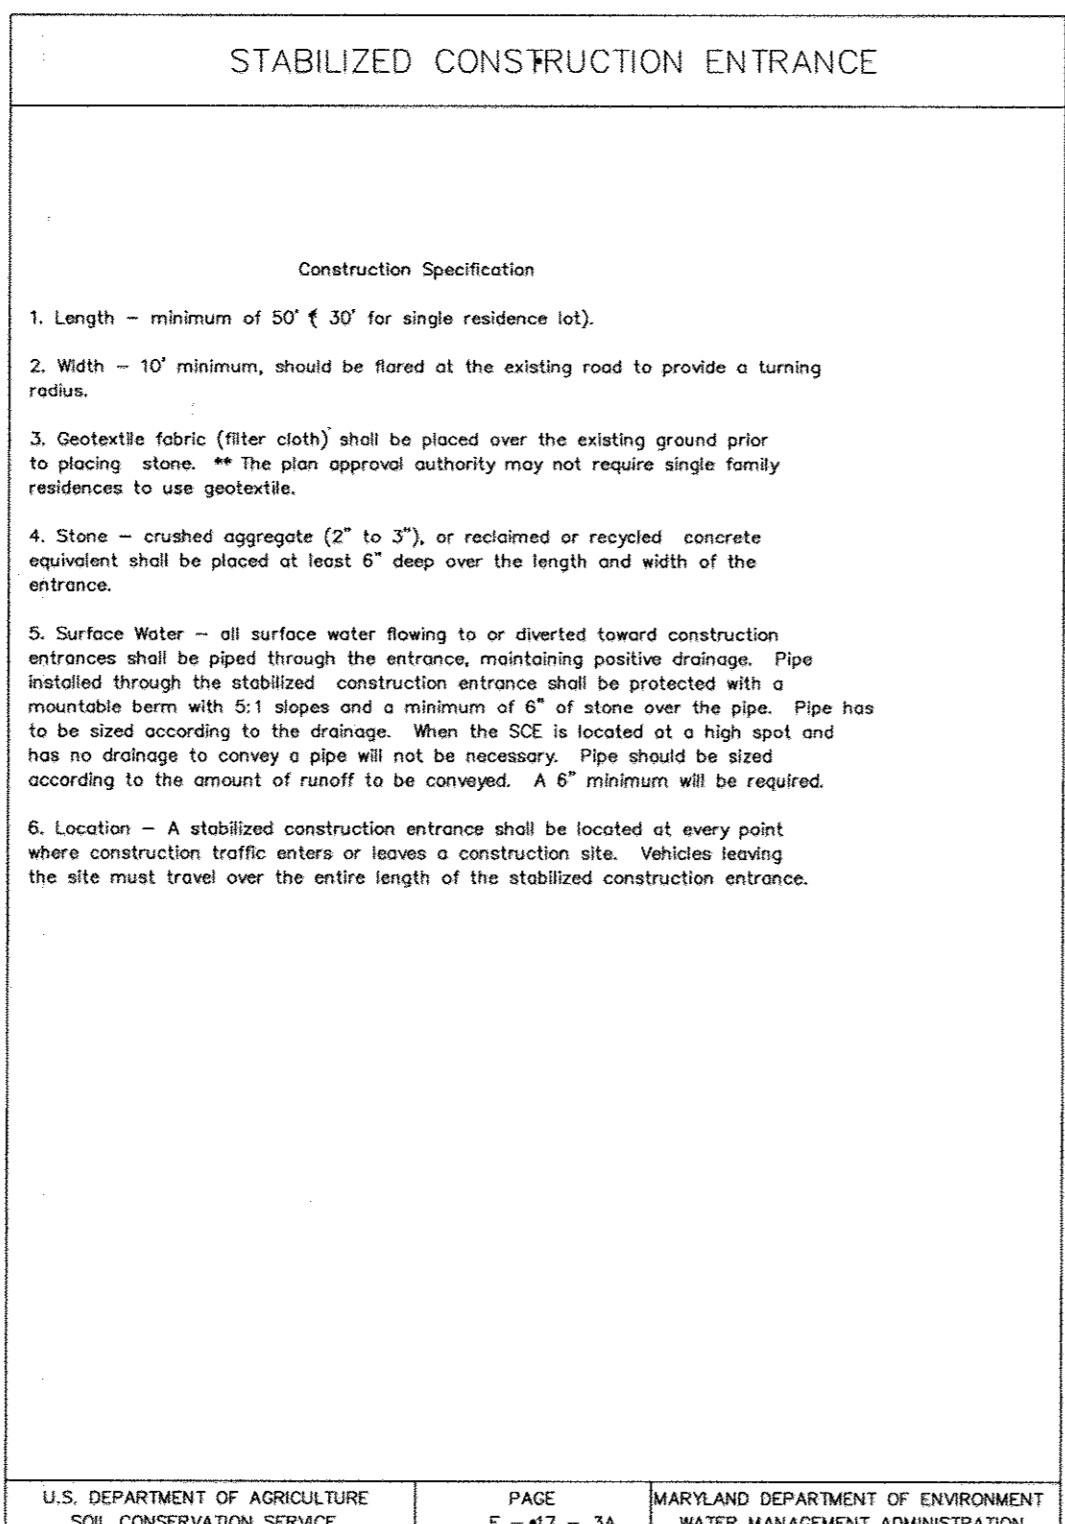 STABILIZED CONSTRUCTION ENTRANCE
Construction Specification
1. Length – minimum of 50' ( 30' for single residence lot).
2. Width – 10' minimum, should be flared at the existing road to provide a turning
radius.
3. Geotextile fabric (filter cloth) shall be placed over the existing ground prior
to placing stone. ** The plan approval authority may not require single family
residences to use geotextile.
4. Stone – crushed aggregate (2" to 3"), or reclaimed or recycled concrete
equivalent shall be placed at least 6" deep over the length and width of the
entrance.
5. Surface Water – all surface water flowing to or diverted toward construction
entrances shall be piped through the entrance, maintaining positive drainage. Pipe
installed through the stabilized construction entrance shall be protected with a
mountable berm with 5:1 slopes and a minimum of 6" of stone over the pipe. Pipe has
to be sized according to the drainage. When the SCE is located at a high spot and
has no drainage to convey a pipe will not be necessary. Pipe should be sized
according to the amount of runoff to be conveyed. A 6" minimum will be required.
6. Location – A stabilized construction entrance shall be located at every point
where construction traffic enters or leaves a construction site. Vehicles leaving
the site must travel over the entire length of the stabilized construction entrance.
U.S. DEPARTMENT OF AGRICULTURE
SOIL CONSERVATION SERVICE
PAGE
F – 17 – 3A
MARYLAND DEPARTMENT OF ENVIRONMENT
WATER MANAGEMENT ADMINISTRATION